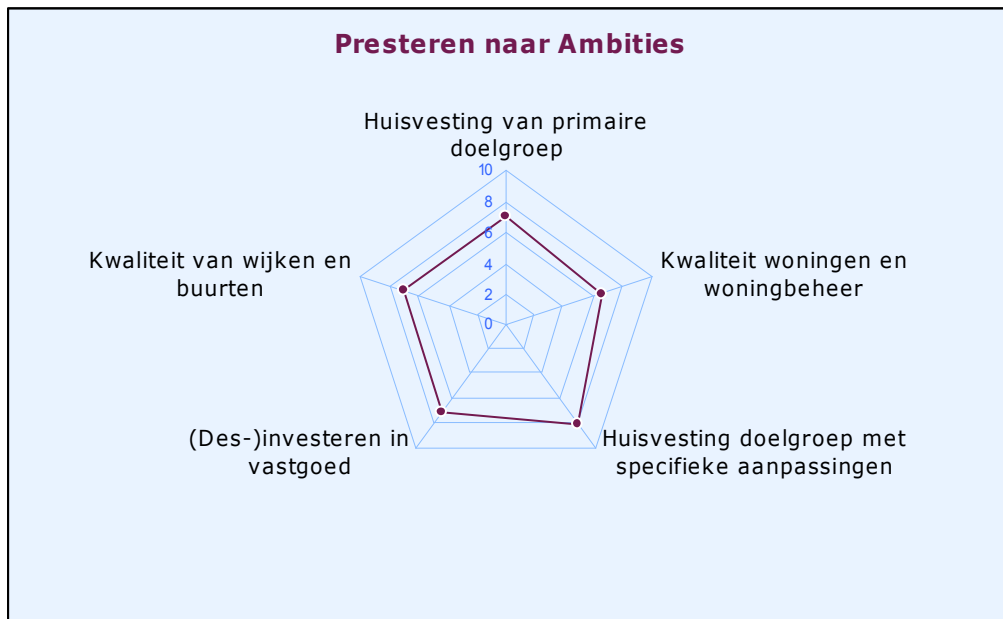 Presteren naar Ambities
Huisvesting van primaire
doelgroep
10
8
6
4
2
0
Kwaliteit van wijken en
buurten
Kwaliteit woningen en
woningbeheer
(Des-)investeren in
vastgoed
Huisvesting doelgroep met
specifieke aanpassingen